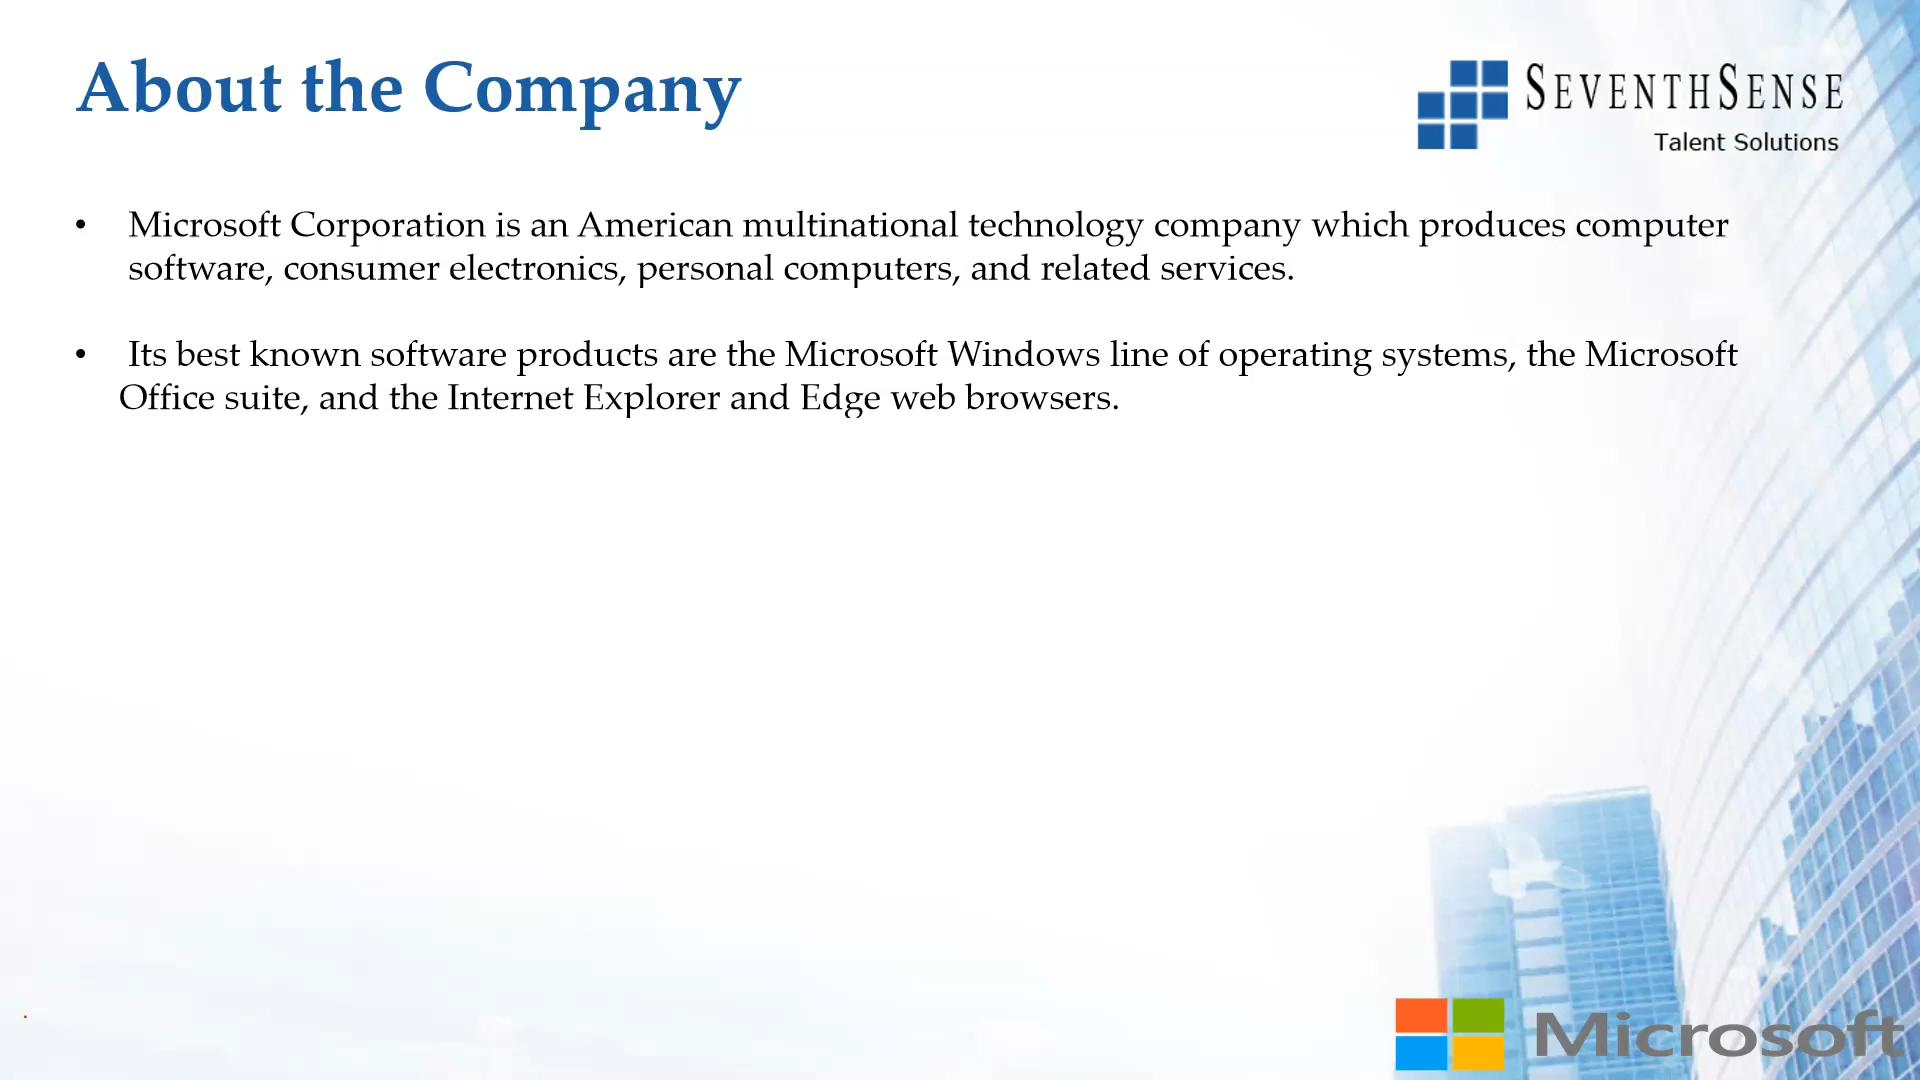 About the Company
SEVENTHSENSE
Talent Solutions
• Microsoft Corporation is an American multinational technology company which produces computer
software, consumer electronics, personal computers, and related services.
• Its best known software products are the Microsoft Windows line of operating systems, the Microsoft
Office suite, and the Internet Explorer and Edge web browsers.
Microsoft